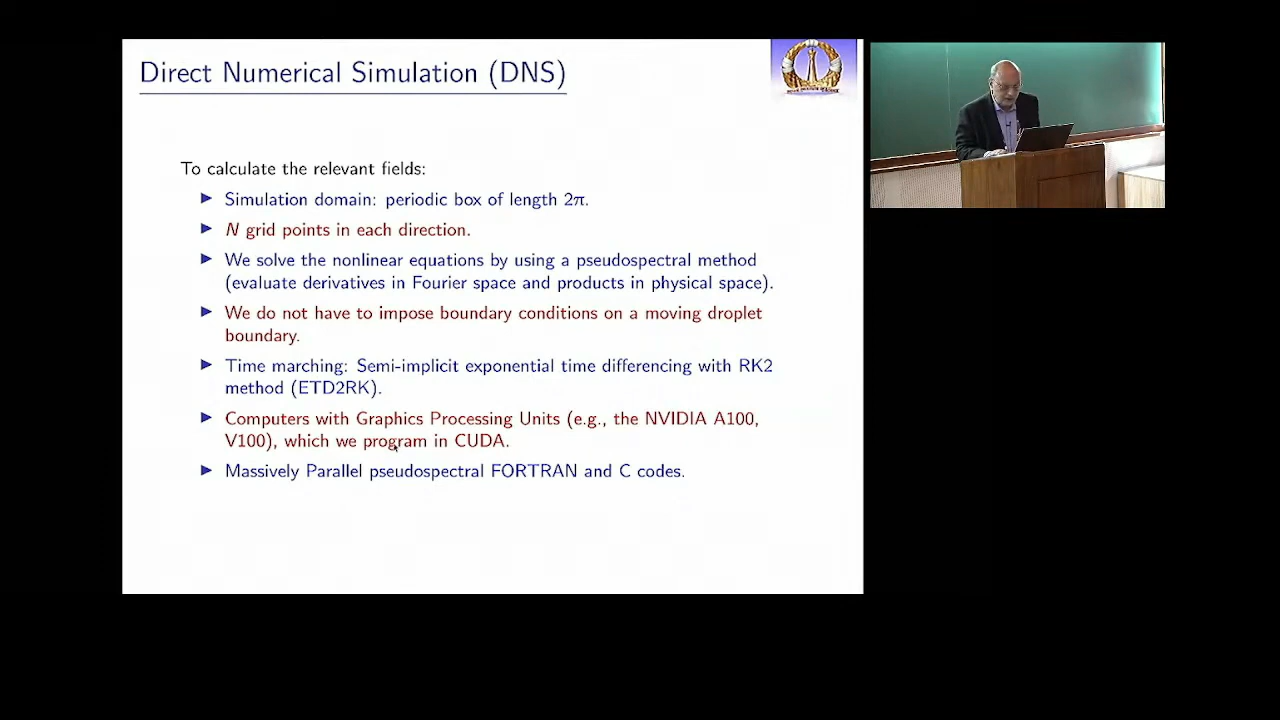 Direct Numerical Simulation (DNS)
To calculate the relevant fields:
▶ Simulation domain: periodic box of length 2π.
▶ N grid points in each direction.
▶ We solve the nonlinear equations by using a pseudospectral method
(evaluate derivatives in Fourier space and products in physical space).
▶ We do not have to impose boundary conditions on a moving droplet
boundary.
▶ Time marching: Semi-implicit exponential time differencing with RK2
method (ETD2RK).
▶ Computers with Graphics Processing Units (e.g., the NVIDIA A100,
V100), which we program in CUDA.
▶ Massively Parallel pseudospectral FORTRAN and C codes.